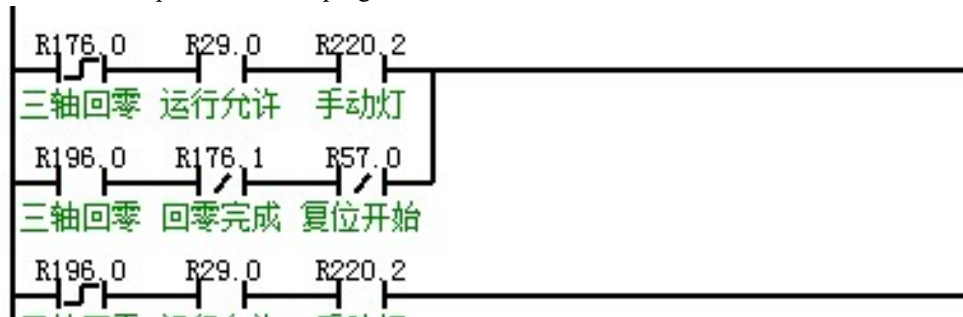 R176.0 R29.0 R220.2
三轴回零 运行允许 手动灯
R196.0 R176.1 R57.0
三轴回零 回零完成 复位开始
R196.0 R29.0 R220.2